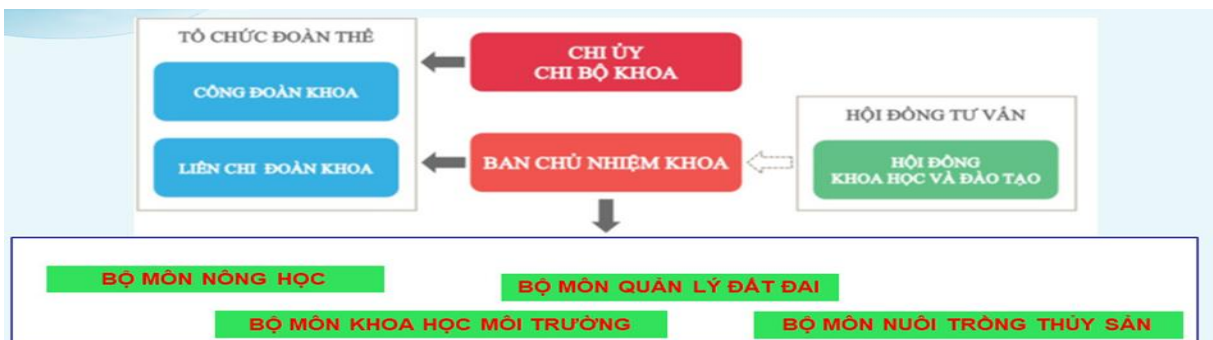 TỔ CHỨC ĐOÀN THỂ
CÔNG ĐOÀN KHOA
LIÊN CHI ĐOÀN KHOA
CHI ỦY
CHI BỘ KHOA
BAN CHỦ NHIỆM KHOA
HỘI ĐỒNG TƯ VẤN
HỘI ĐỒNG
KHOA HỌC VÀ ĐÀO TẠO
BỘ MÔN NÔNG HỌC
BỘ MÔN QUẢN LÝ ĐẤT ĐAI
BỘ MÔN KHOA HỌC MÔI TRƯỜNG
BỘ MÔN NUÔI TRỒNG THỦY SẢN